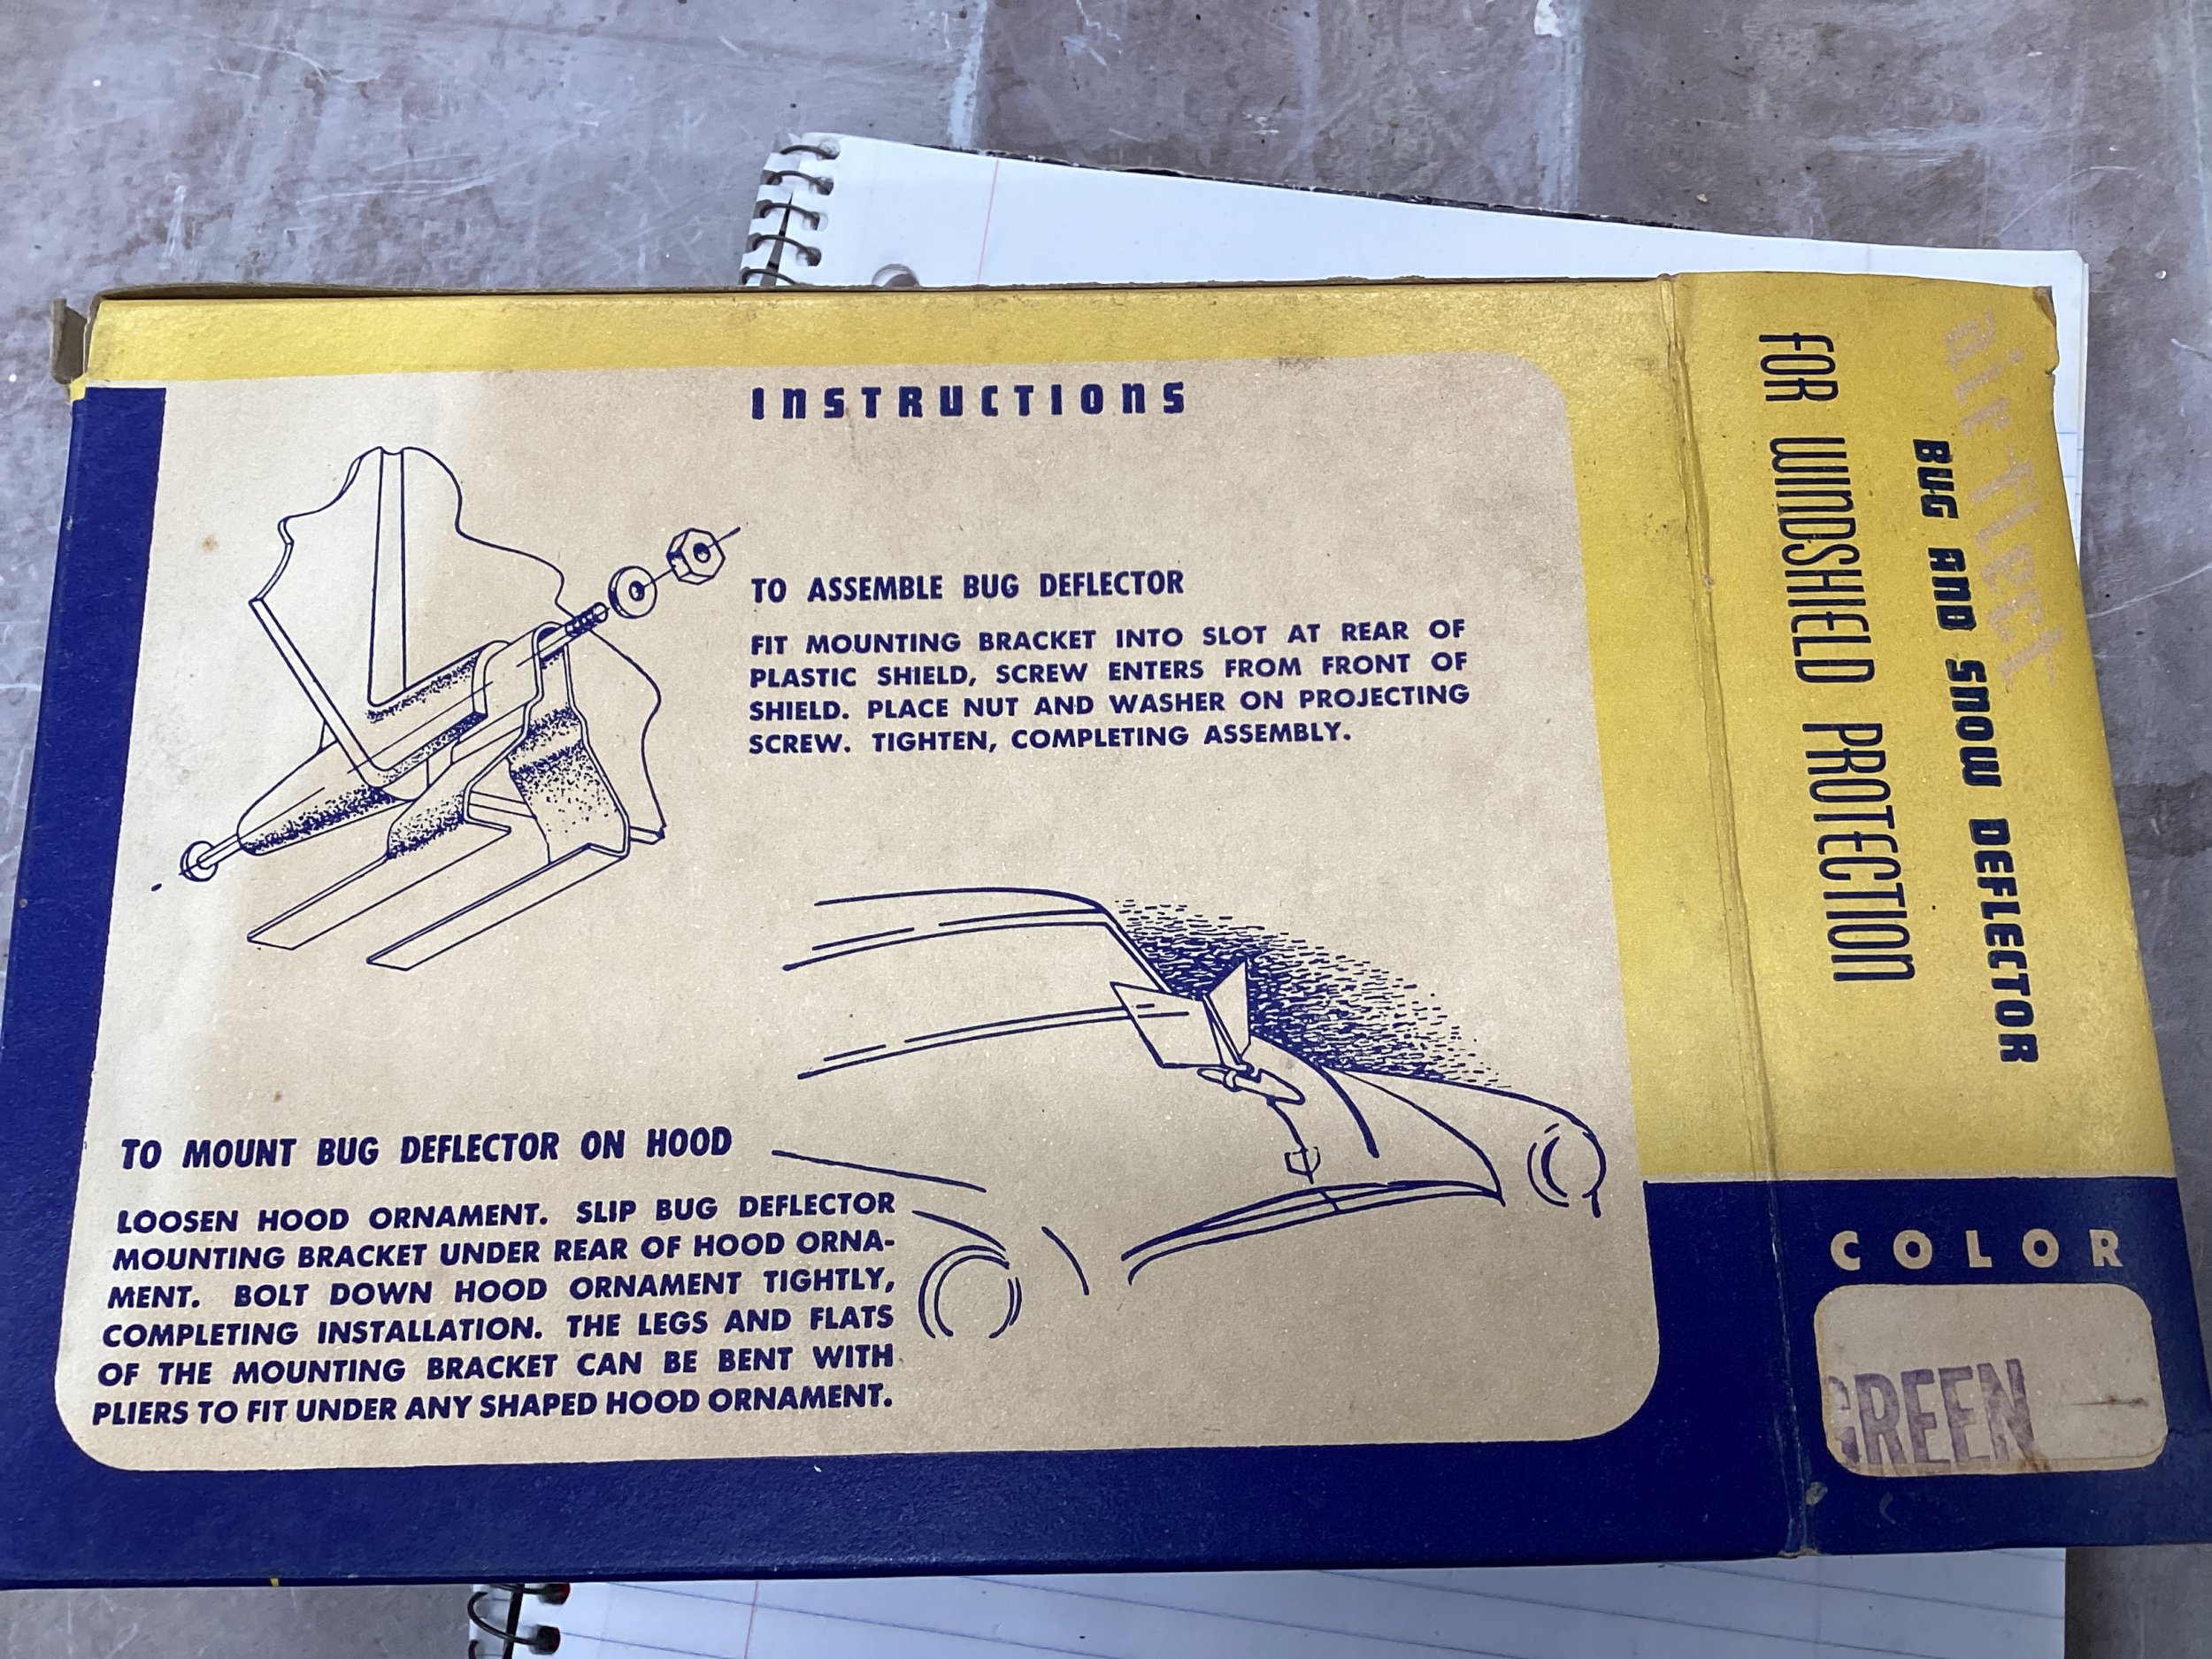 INSTRUCTIONS
TO ASSEMBLE BUG DEFLECTOR
FIT MOUNTING BRACKET INTO SLOT AT REAR OF
PLASTIC SHIELD, SCREW ENTERS FROM FRONT OF
SHIELD. PLACE NUT AND WASHER ON PROJECTING
SCREW. TIGHTEN, COMPLETING ASSEMBLY.
TO MOUNT BUG DEFLECTOR ON HOOD
LOOSEN HOOD ORNAMENT. SLIP BUG DEFLECTOR
MOUNTING BRACKET UNDER REAR OF HOOD ORNA-
MENT. BOLT DOWN HOOD ORNAMENT TIGHTLY,
COMPLETING INSTALLATION. THE LEGS AND FLATS
OF THE MOUNTING BRACKET CAN BE BENT WITH
PLIERS TO FIT UNDER ANY SHAPED HOOD ORNAMENT.
air-flect
BUG AND SNOW DEFLECTOR
FOR WINDSHIELD PROTECTION
COLOR
GREEN